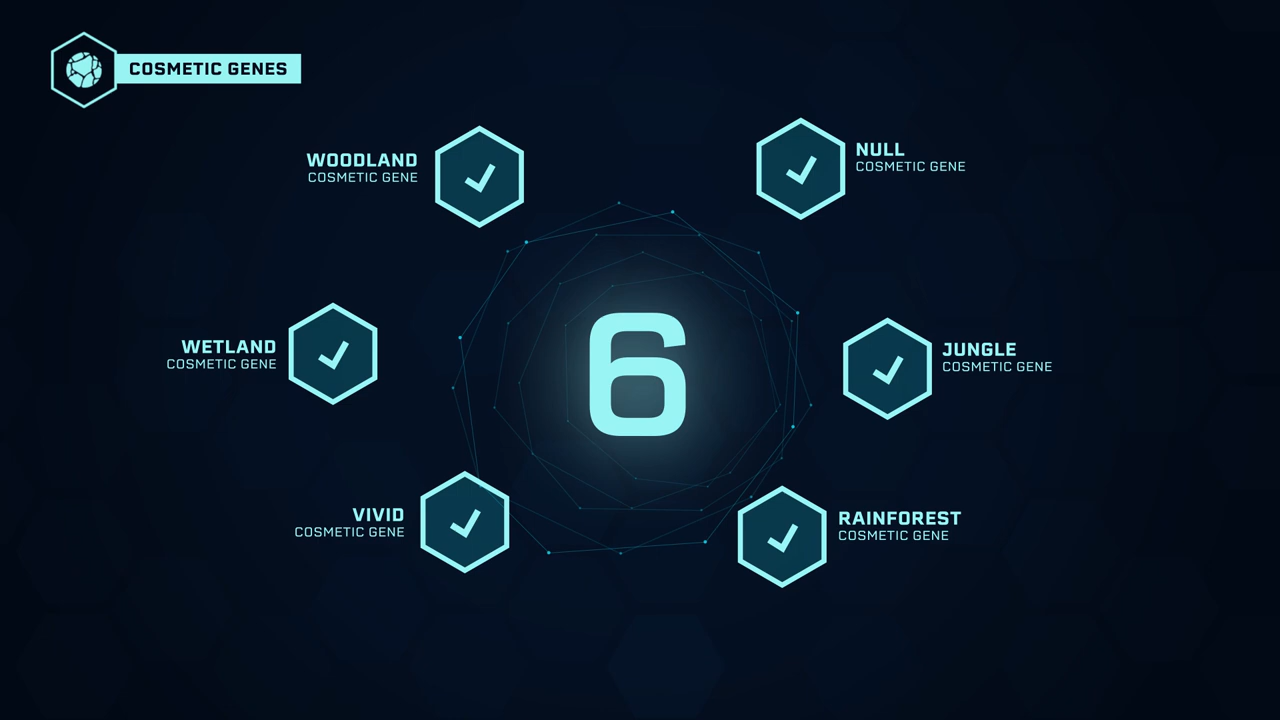 COSMETIC GENES
WOODLAND
COSMETIC GENE
NULL
COSMETIC GENE
WETLAND
COSMETIC GENE
6
JUNGLE
COSMETIC GENE
VIVID
COSMETIC GENE
RAINFOREST
COSMETIC GENE